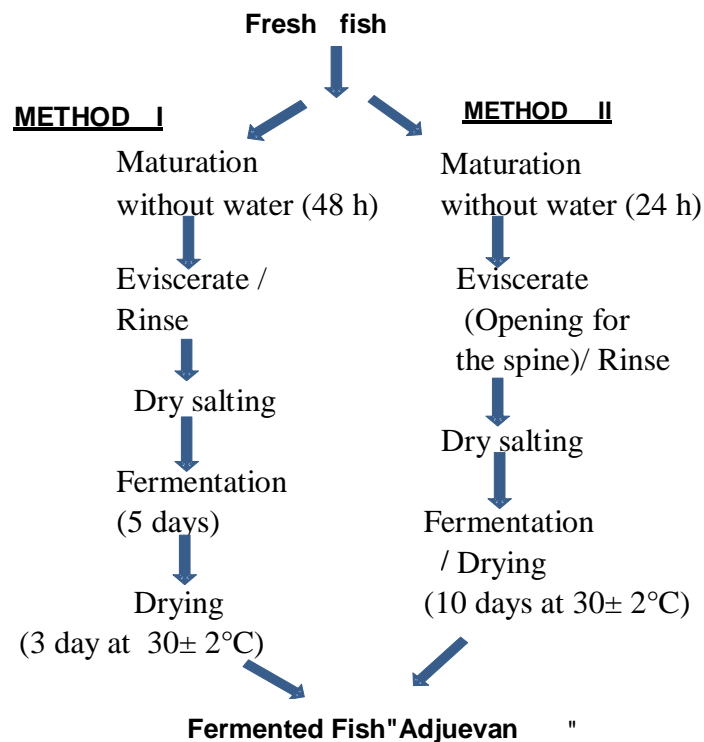 Fresh fish
METHOD I
Maturation
without water (48 h)
Eviscerate /
Rinse
Dry salting
Fermentation
(5 days)
Drying
(3 day at 30± 2°C)
METHOD II
Maturation
without water (24 h)
Eviscerate
(Opening for
the spine)/ Rinse
Dry salting
Fermentation
/ Drying
(10 days at 30± 2°C)
Fermented Fish"Adjuevan "